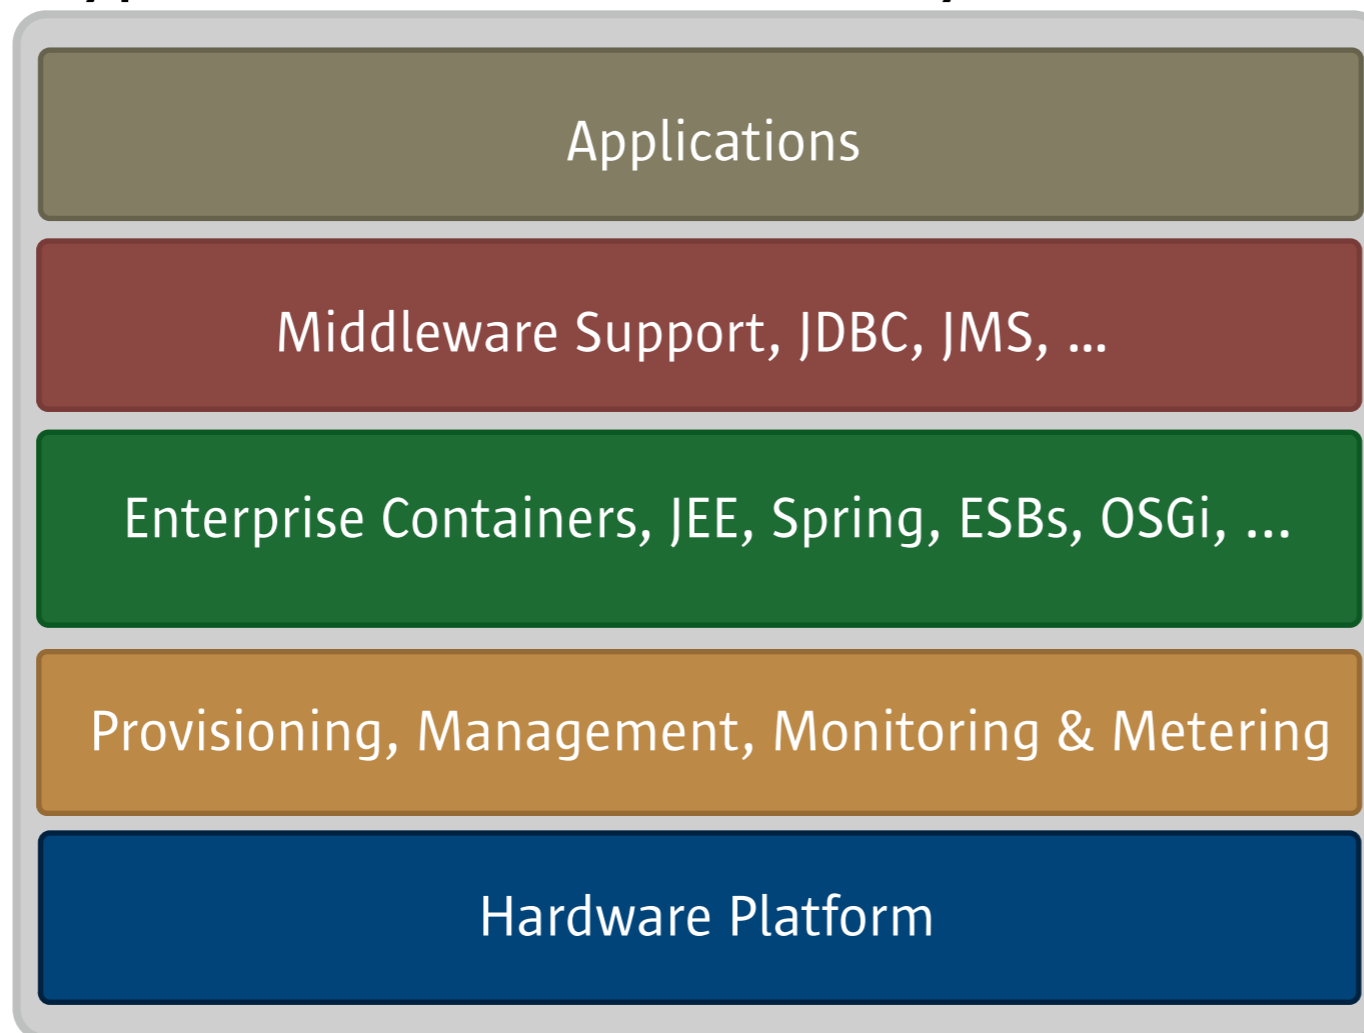 Applications
Middleware Support, JDBC, JMS, ...
Enterprise Containers, JEE, Spring, ESBs, OSGi, ...
Provisioning, Management, Monitoring & Metering
Hardware Platform